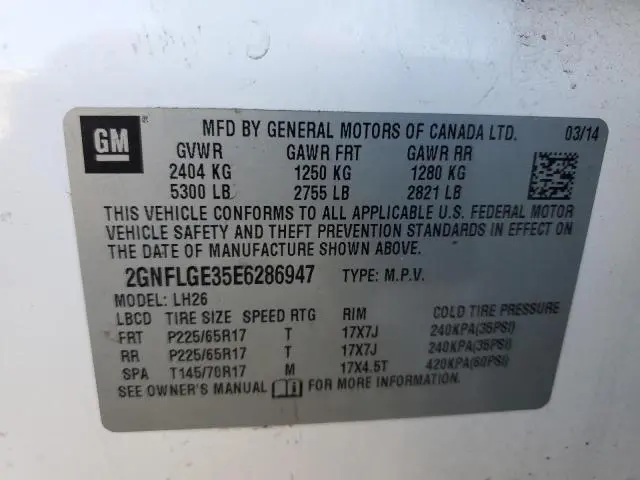 GM ® MFD BY GENERAL MOTORS OF CANADA LTD. 03/14
GVWR GAWR FRT GAWR RR
2404 KG 1250 KG 1280 KG
5300 LB 2755 LB 2821 LB
THIS VEHICLE CONFORMS TO ALL APPLICABLE U.S. FEDERAL MOTOR
VEHICLE SAFETY AND THEFT PREVENTION STANDARDS IN EFFECT ON
THE DATE OF MANUFACTURE SHOWN ABOVE.
2GNFLGE35E6286947 TYPE: M.P.V.
MODEL: LH26
LBCD TIRE SIZE SPEED RTG RIM COLD TIRE PRESSURE
FRT P225/65R17 T 17X7J 240KPA(35PSI)
RR P225/65R17 T 17X7J 240KPA(35PSI)
SPA T145/70R17 M 17X4.5T 420KPA(60PSI)
SEE OWNER'S MANUAL FOR MORE INFORMATION.